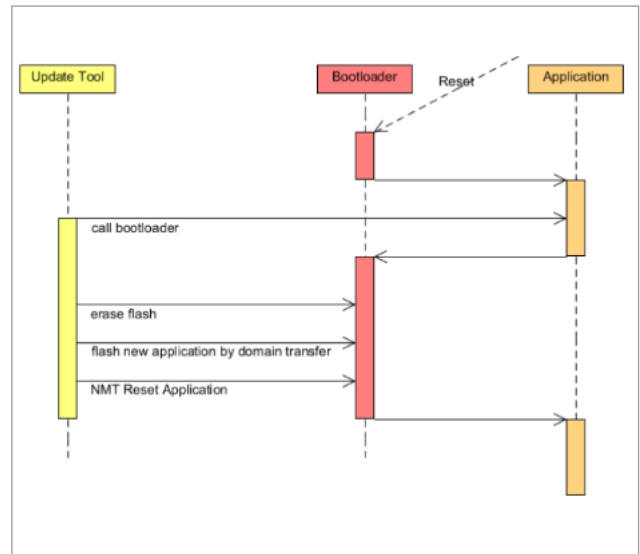 Update Tool
Bootloader
Application
Reset
call bootloader
erase flash
flash new application by domain transfer
NMT Reset Application